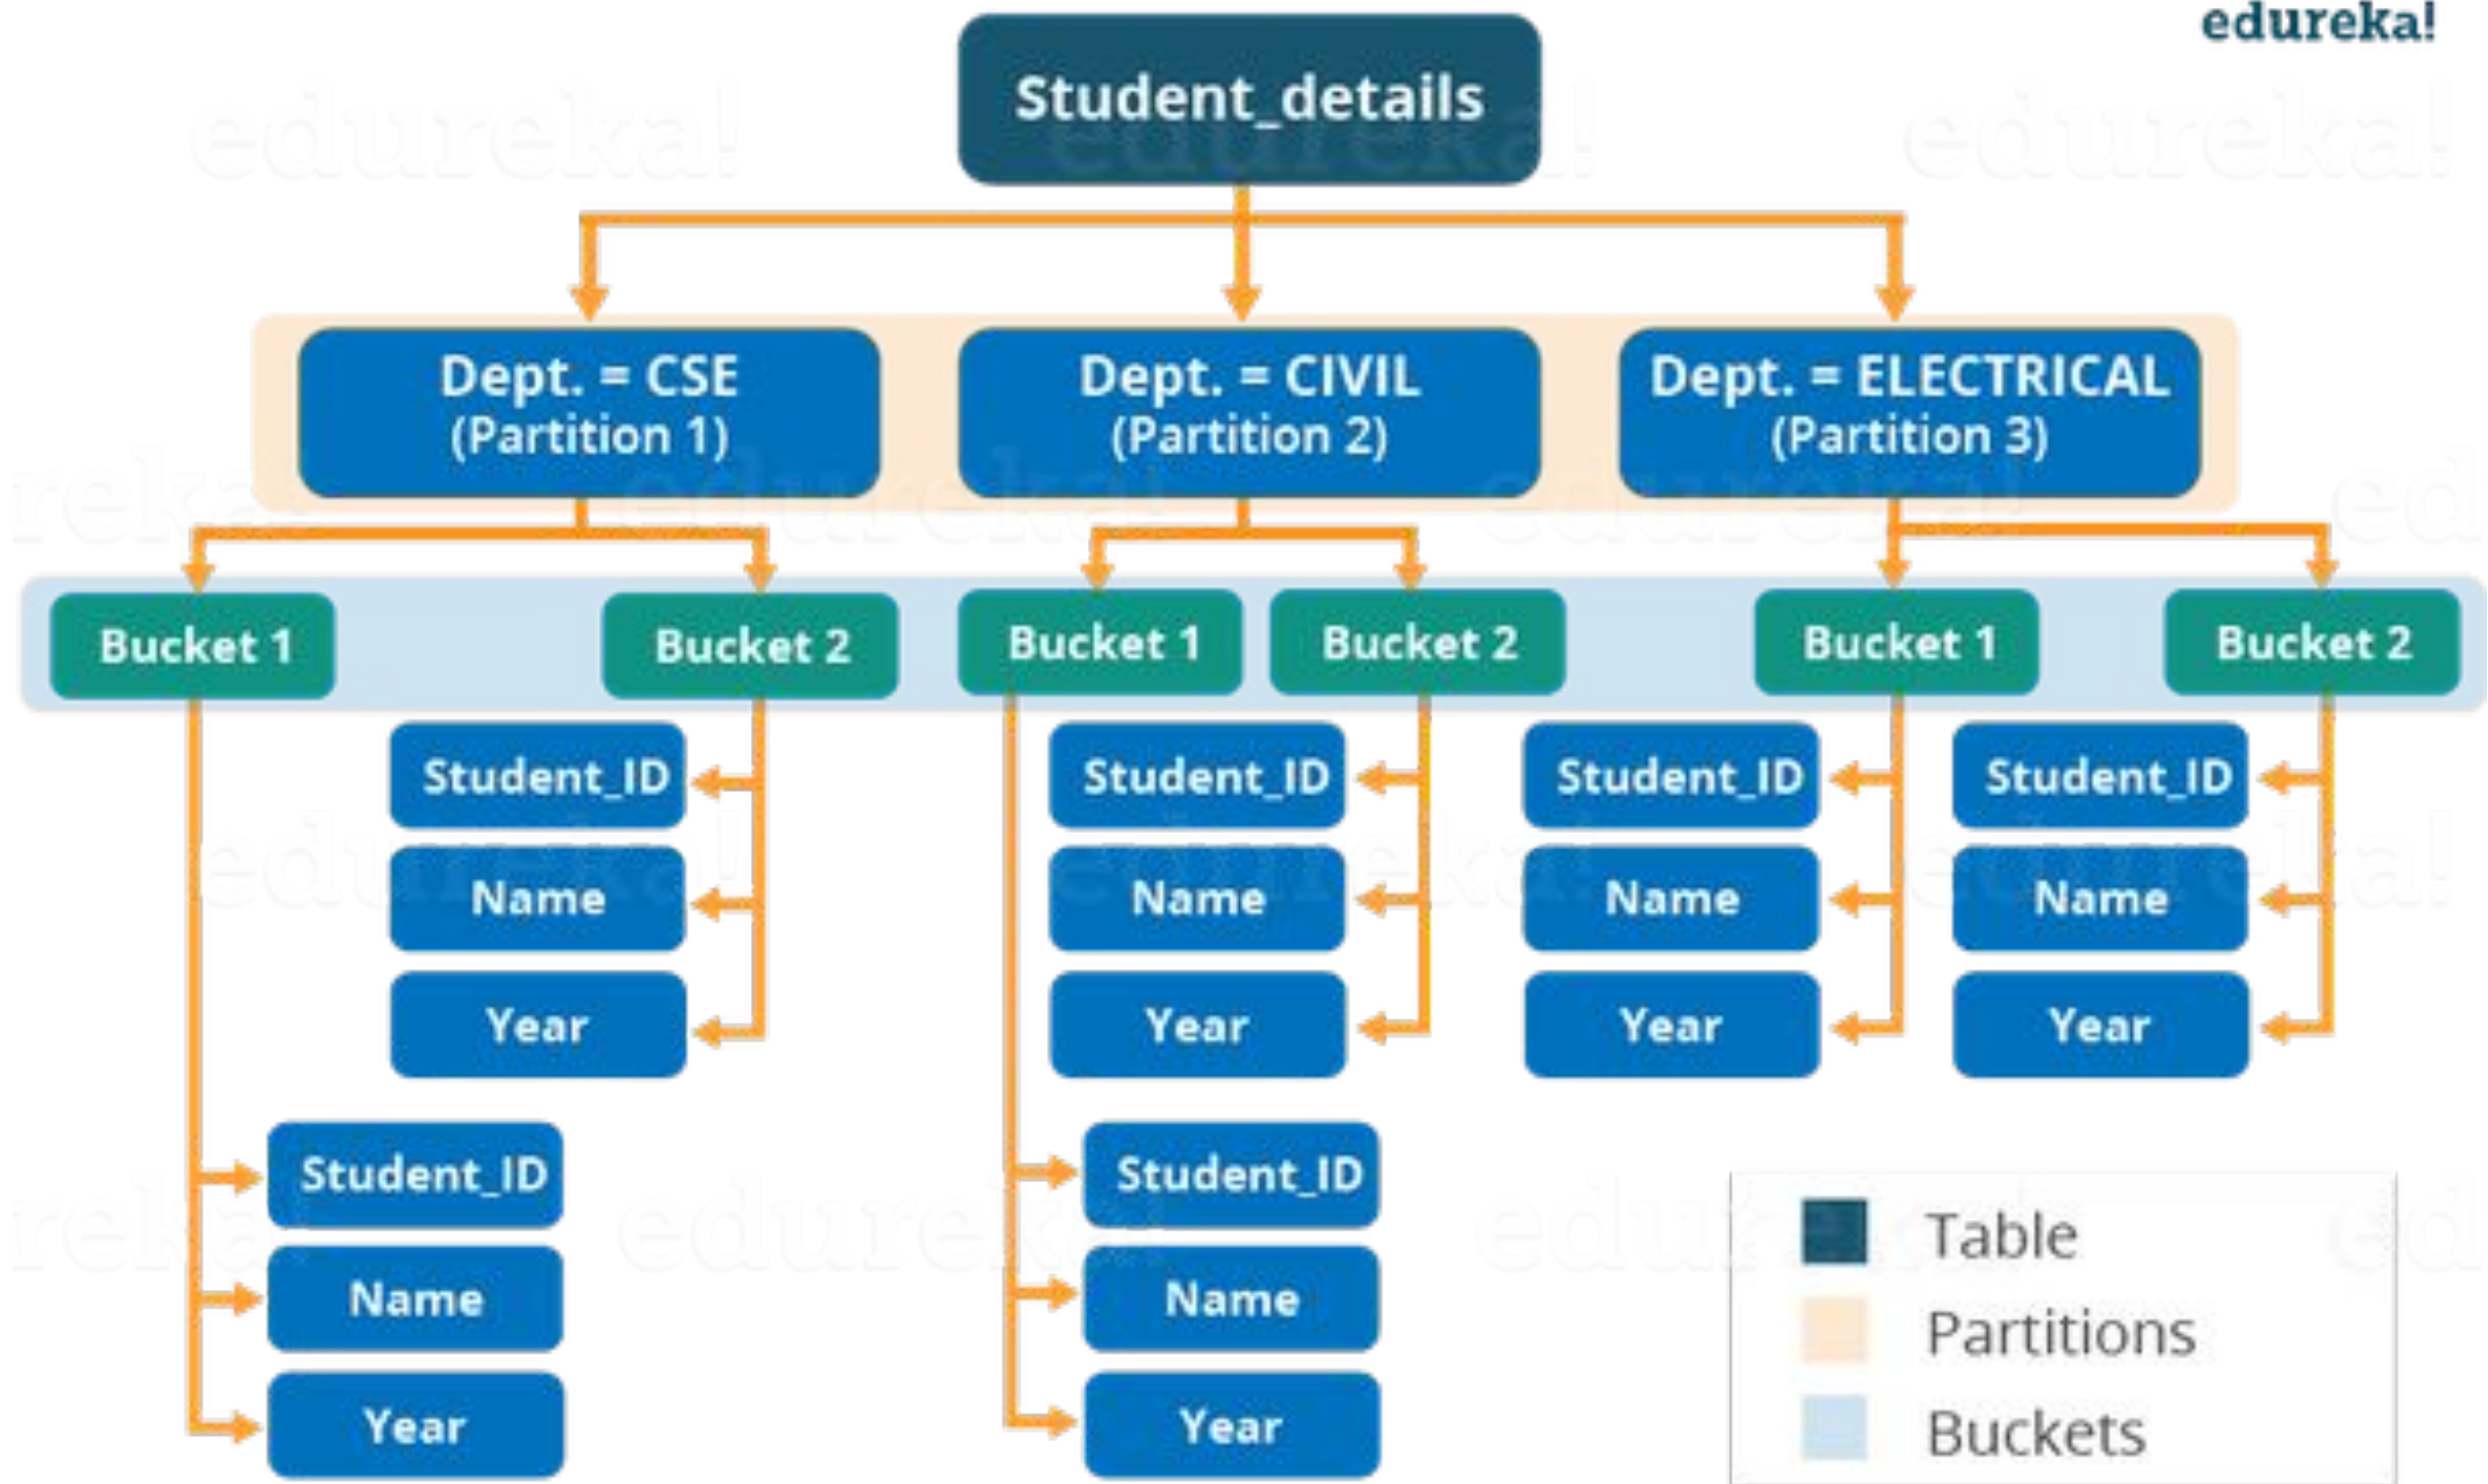 edureka!
Student_details
Dept. = CSE
(Partition 1)
Dept. = CIVIL
(Partition 2)
Dept. = ELECTRICAL
(Partition 3)
Bucket 1
Bucket 2
Bucket 1
Bucket 2
Bucket 1
Bucket 2
Student_ID
Student_ID
Student_ID
Student_ID
Name
Name
Name
Name
Year
Year
Year
Year
Student_ID
Student_ID
Name
Name
Year
Year
Table
Partitions
Buckets